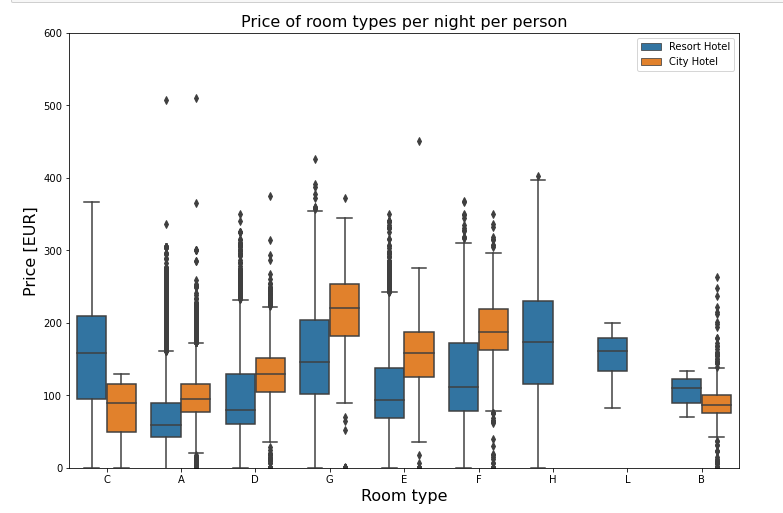 Price of room types per night per person
600
500
400
300
200
100
0
Price [EUR]
Resort Hotel
City Hotel
C A D G E F H L B
Room type